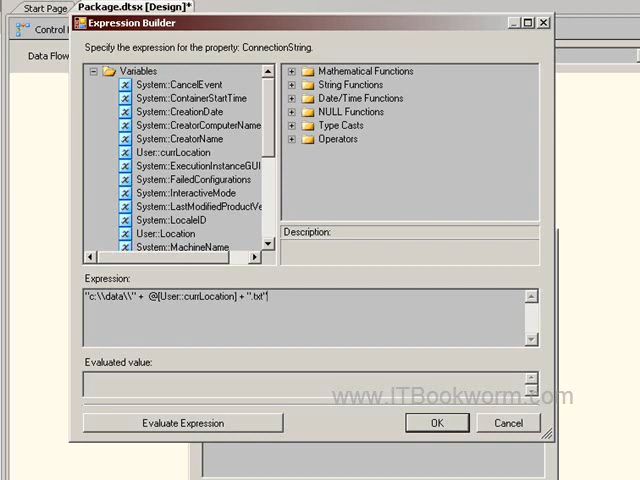 Start Page
Package.dtsx [Design]*
Control
Data Flow
Expression Builder
Specify the expression for the property: ConnectionString.
Variables
System::CancelEvent
System::ContainerStartTime
System::CreationDate
System::CreatorComputerName
System::CreatorName
User::currLocation
System::ExecutionInstanceGUI
System::FailedConfigurations
System::InteractiveMode
System::LastModifiedProductVe
System::LocaleID
User::Location
System::MachineName
Mathematical Functions
String Functions
Date/Time Functions
NULL Functions
Type Casts
Operators
Description:
Expression:
"c:\\data\\" + @[User::currLocation] + ".txt"
Evaluated value:
www.ITBookworm.com
Evaluate Expression
OK
Cancel